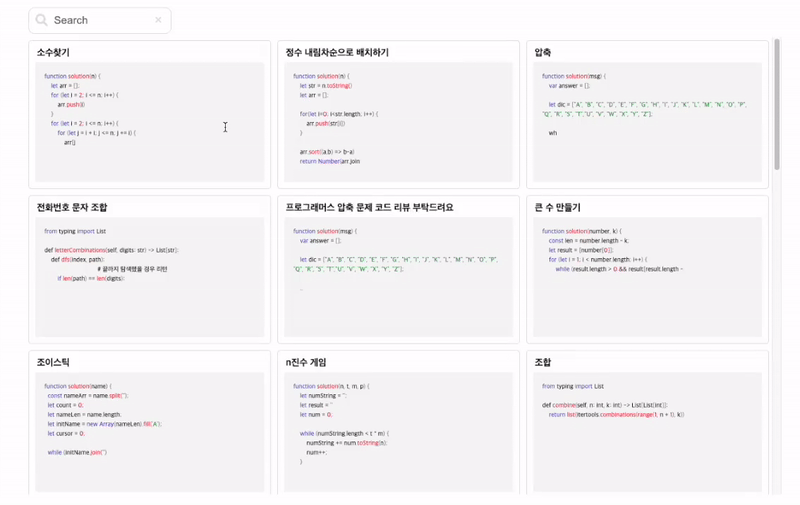 Search
소수찾기
function solution(n) {
let arr = [];
for (let i = 2; i <= n; i++) {
arr.push(i)
}
for (let i = 2; i <= n; i++) {
for (let j = i + i; j <= n; j += i) {
arr[j
정수 내림차순으로 배치하기
function solution(n) {
let str = n.toString()
let arr = [];
for(let i=0; i<str.length; i++) {
arr.push(str[i])
}
arr.sort((a,b) => b-a)
return Number(arr.join
압축
function solution(msg) {
var answer = [];
let dic = ["A", "B", "C", "D", "E", "F", "G", "H", "I", "J", "K", "L", "M", "N", "O", "P",
"Q", "R", "S", "T","U", "V", "W", "X", "Y", "Z"];
wh
전화번호 문자 조합
from typing import List
def letterCombinations(self, digits: str) -> List[str]:
def dfs(index, path):
# 끝까지 탐색했을 경우 리턴
if len(path) == len(digits):
프로그래머스 압축 문제 코드 리뷰 부탁드려요
function solution(msg) {
var answer = [];
let dic = ["A", "B", "C", "D", "E", "F", "G", "H", "I", "J", "K", "L", "M", "N", "O", "P",
"Q", "R", "S", "T","U", "V", "W", "X", "Y", "Z"];
큰 수 만들기
function solution(number, k) {
const len = number.length - k;
let result = [number[0]];
for (let i = 1; i < number.length; i++) {
while (result.length > 0 && result[result.length -
조이스틱
function solution(name) {
const nameArr = name.split('');
let count = 0;
let nameLen = name.length;
let initName = new Array(nameLen).fill('A');
let cursor = 0;
while (initName.join('')
n진수 게임
function solution(n, t, m, p) {
let numString = '';
let result = ''
let num = 0;
while (numString.length < t * m) {
numString += num.toString(n);
num++;
}
조합
from typing import List
def combine(self, n: int, k: int) -> List[List[int]]:
return list(itertools.combinations(range(1, n + 1), k))